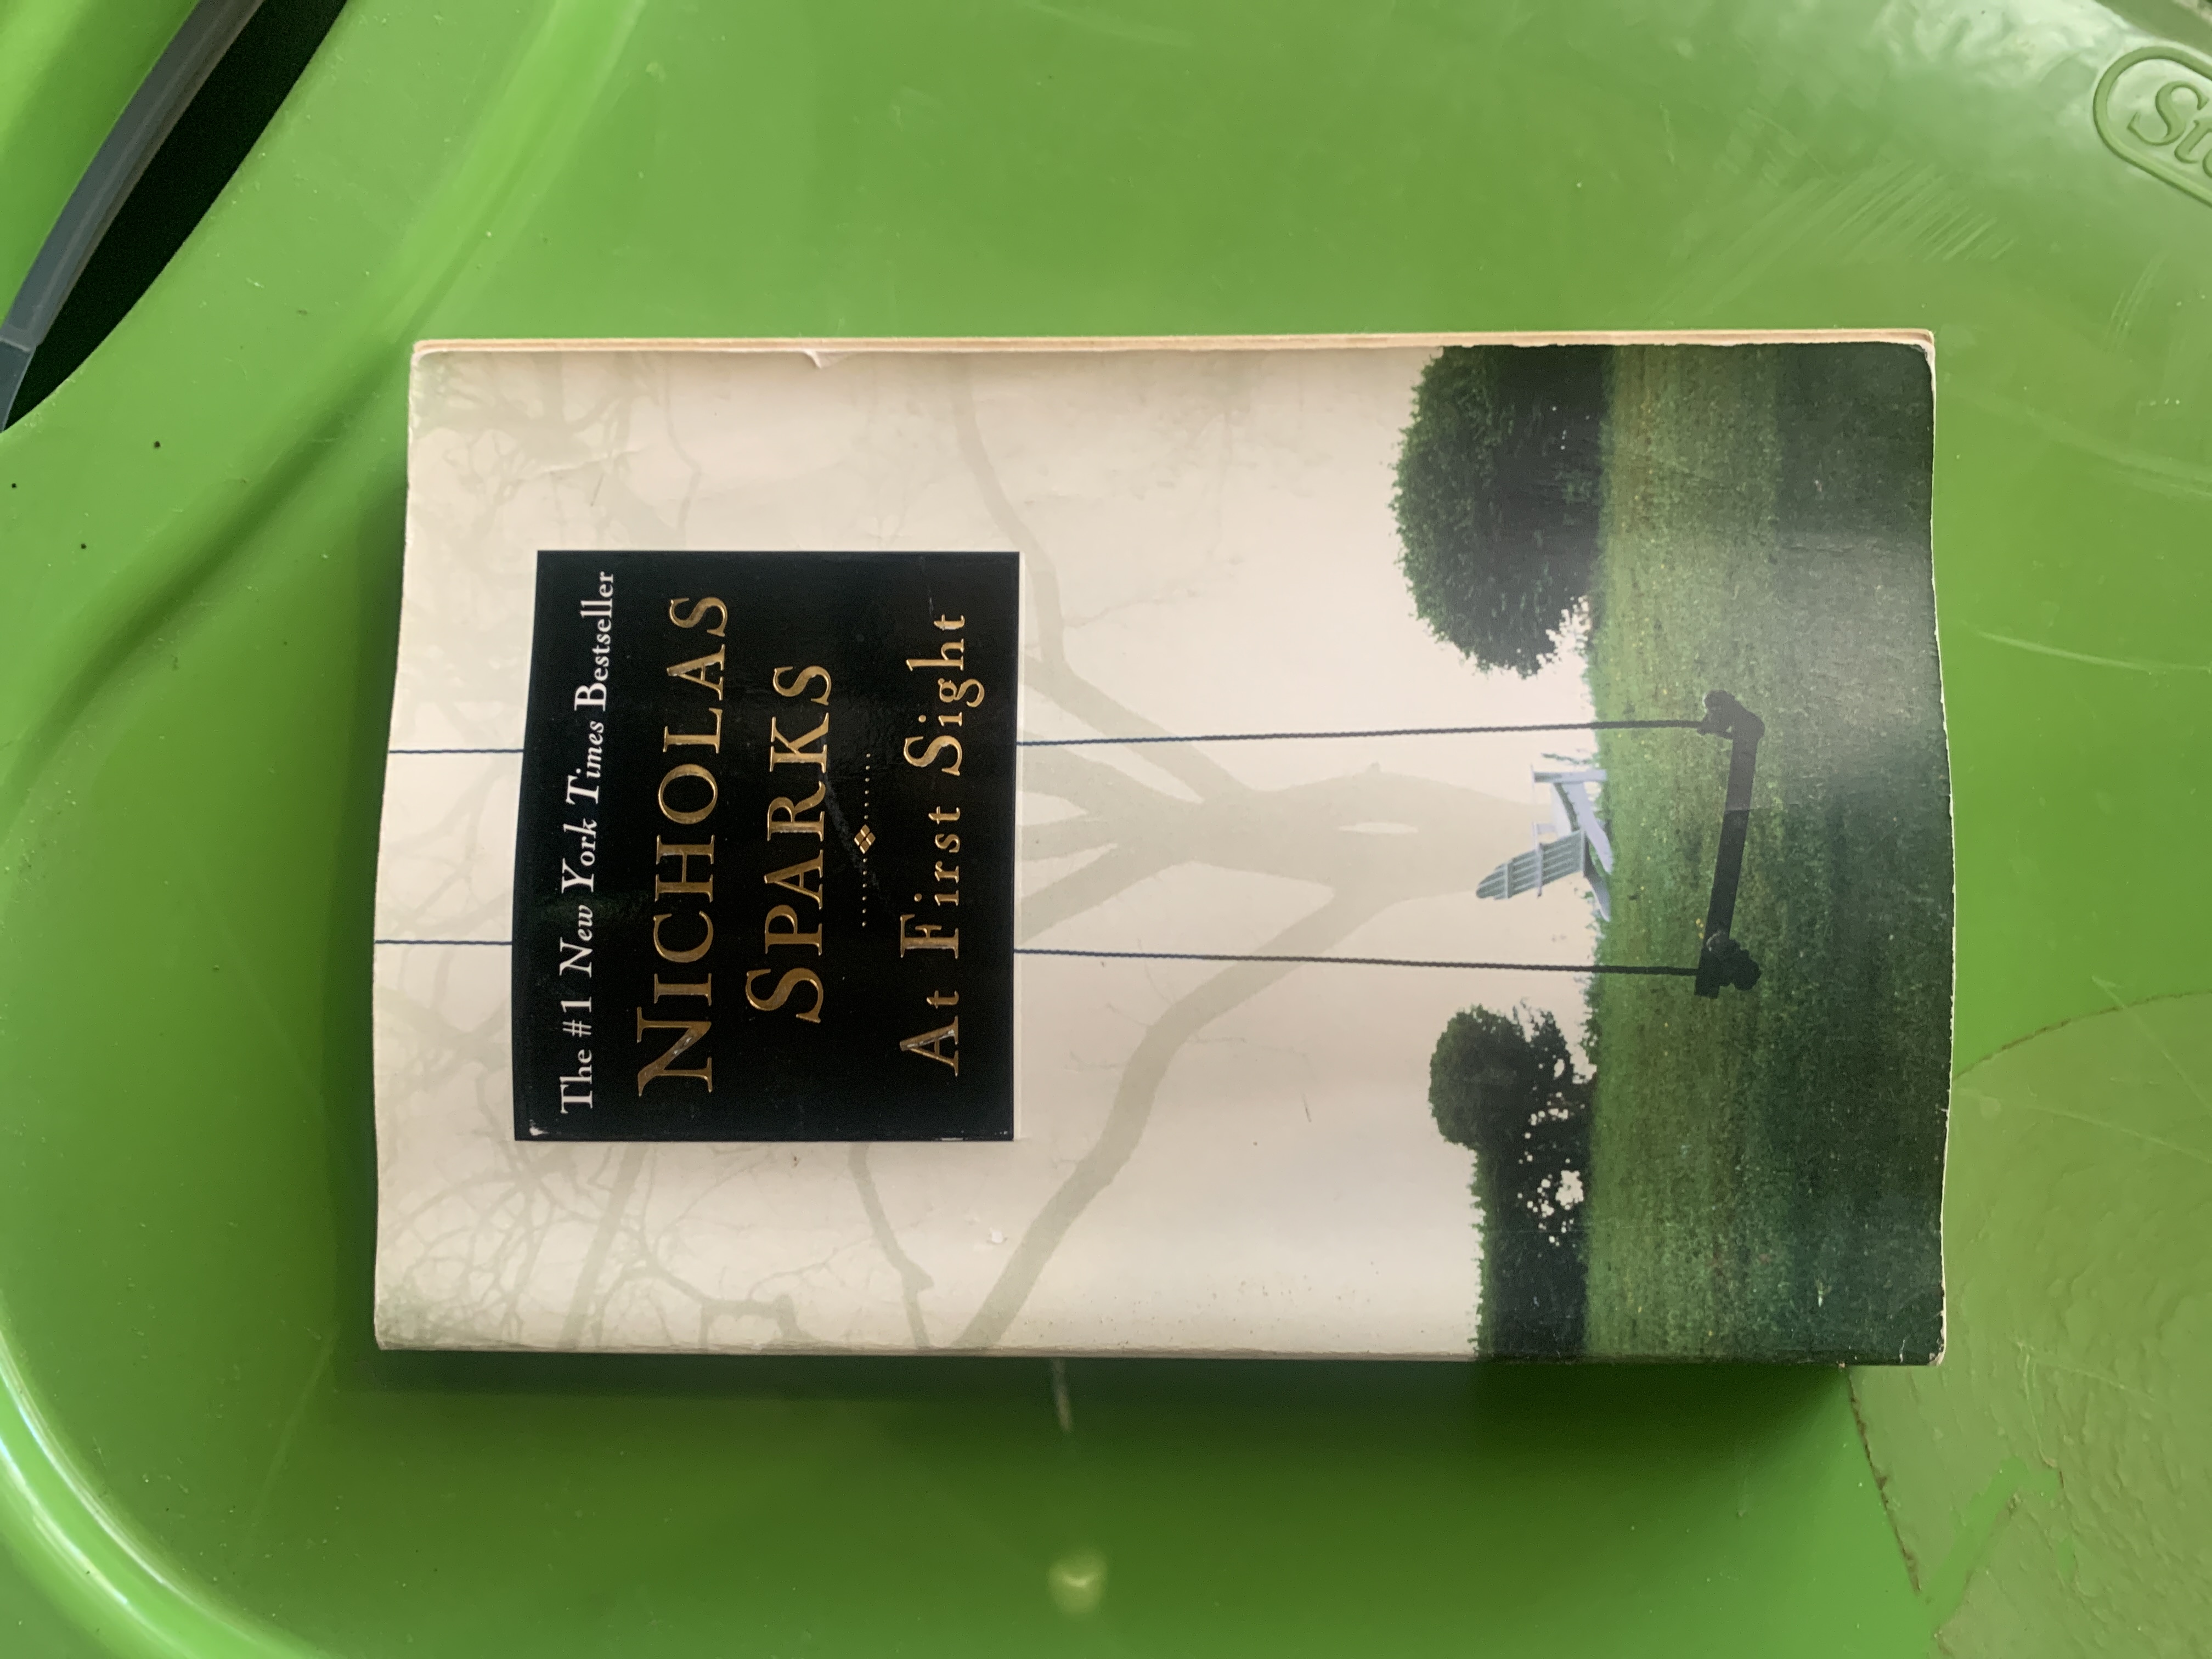 The #1 New York Times Bestseller
NICHOLAS
SPARKS
At First Sight